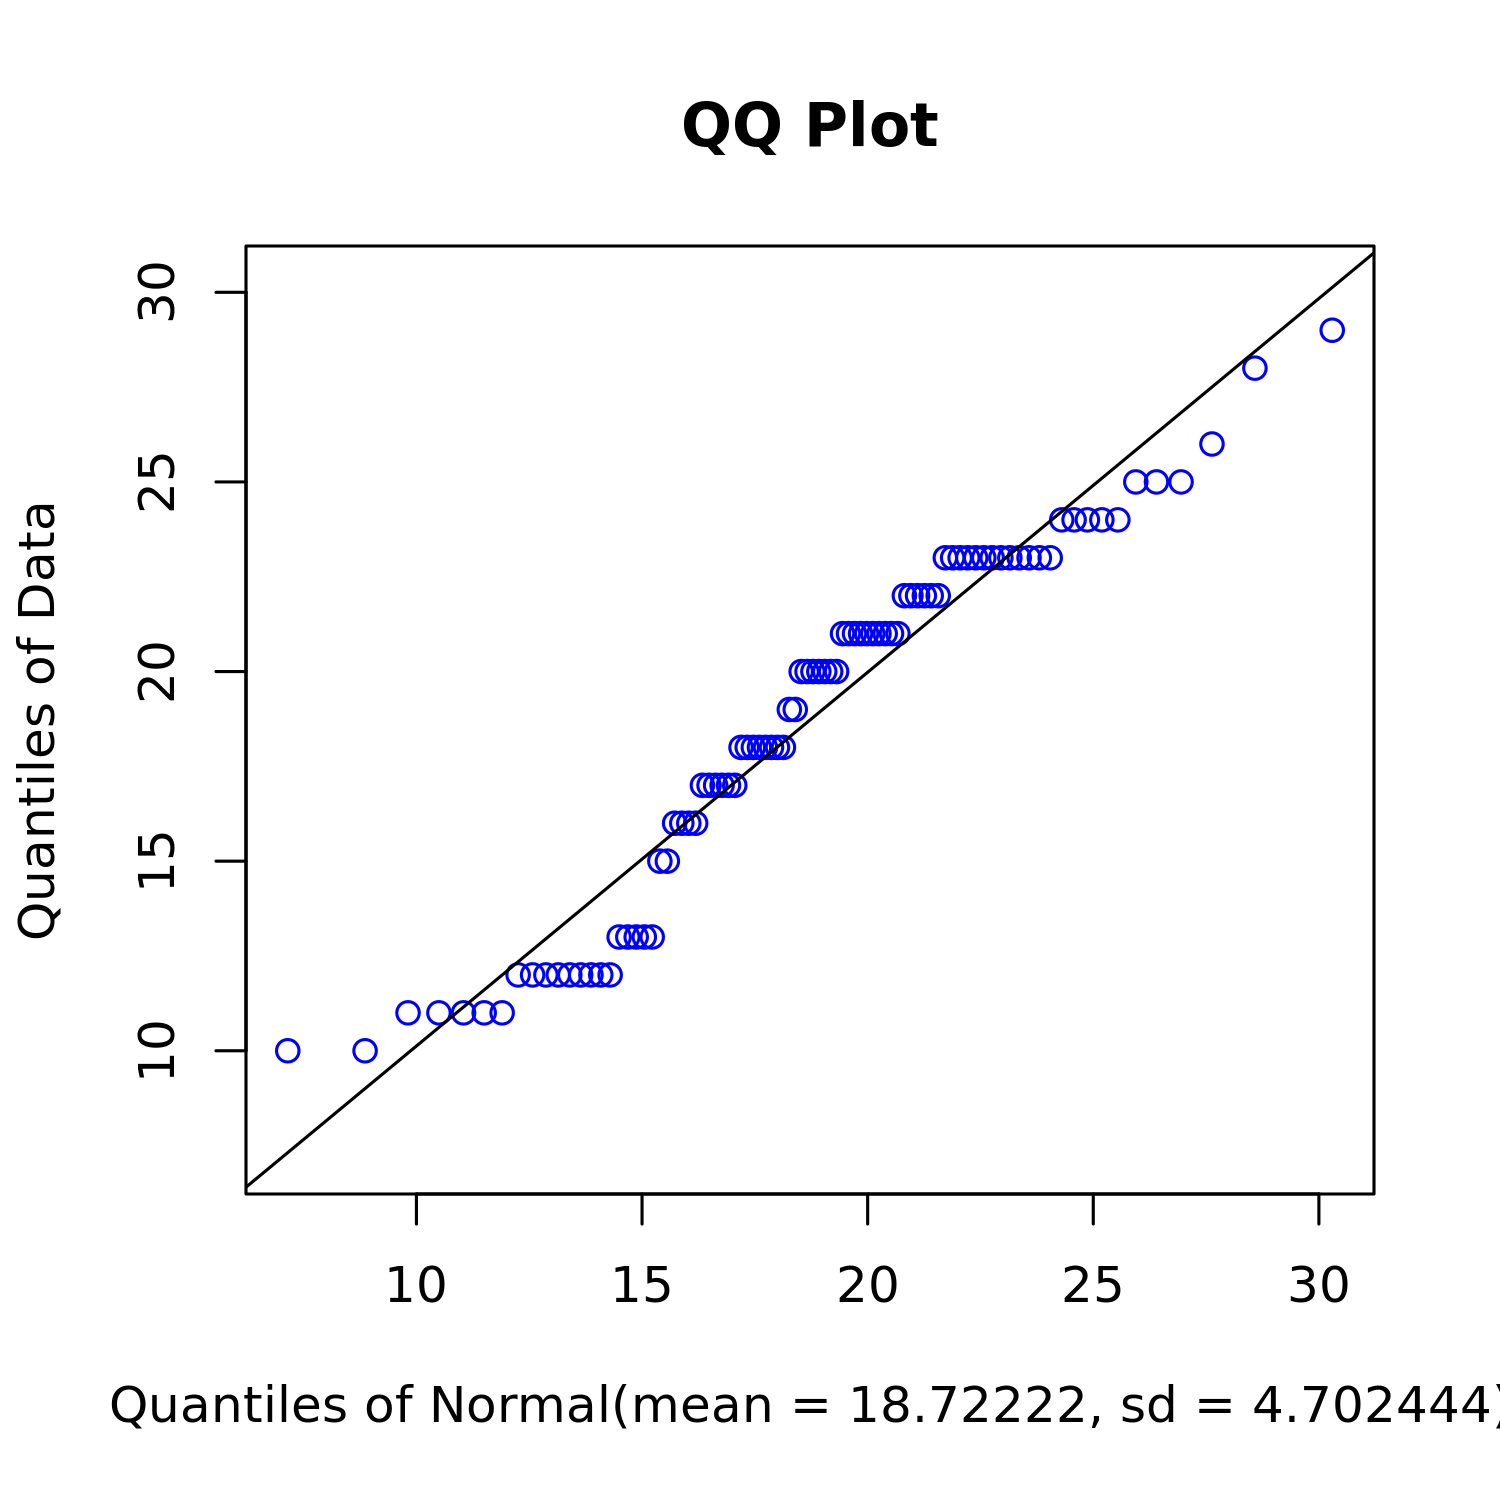 QQ Plot
Quantiles of Data
30
25
20
15
10
10 15 20 25 30
Quantiles of Normal(mean = 18.72222, sd = 4.702444)